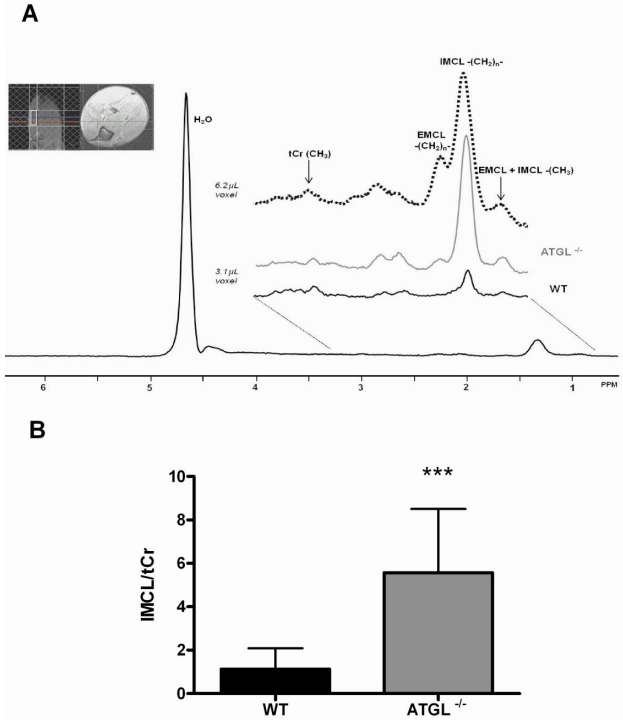 A
IMCL -(CH₂)ₙ-
H₂O
EMCL
-(CH₂)ₙ-
tCr (CH₃)
EMCL + IMCL -(CH₃)
6.2µL
voxel
ATGL -/-
3.1µL
voxel
WT
6 5 4 3 2 1 PPM
B
***
10
8
6
4
2
0
IMCL/tCr
WT ATGL -/-